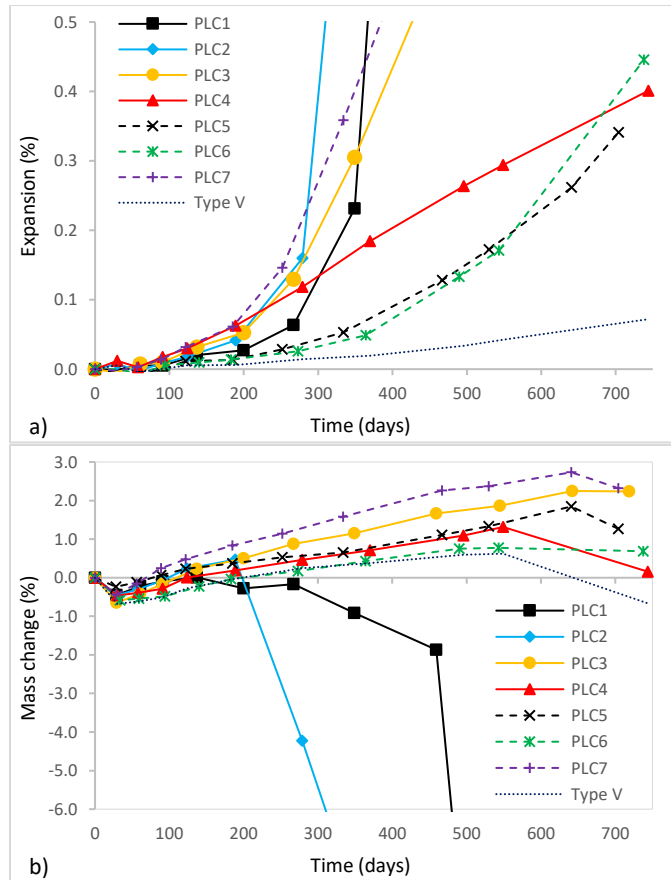 0.5
0.4
0.3
0.2
0.1
0.0
Expansion (%)
PLC1
PLC2
PLC3
PLC4
PLC5
PLC6
PLC7
Type V
0 100 200 300 400 500 600 700
a) Time (days)
3.0
2.0
1.0
0.0
-1.0
-2.0
-3.0
-4.0
-5.0
-6.0
Mass change (%)
PLC1
PLC2
PLC3
PLC4
PLC5
PLC6
PLC7
Type V
0 100 200 300 400 500 600 700
b) Time (days)